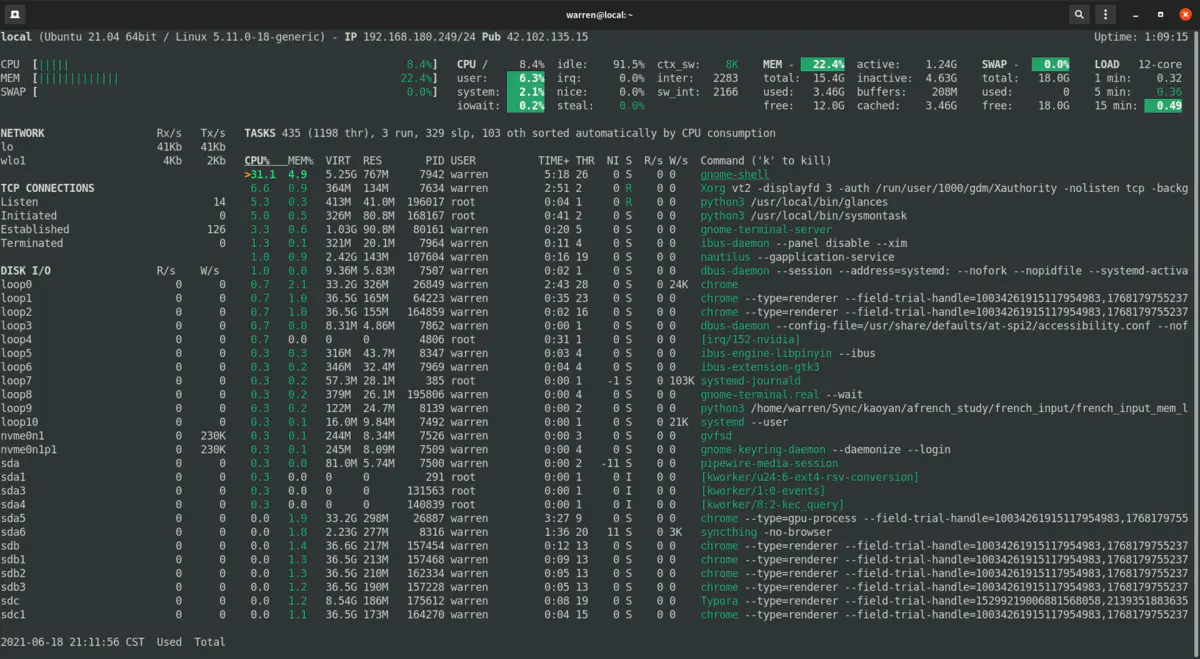 warren@local: ~
local (Ubuntu 21.04 64bit / Linux 5.11.0-18-generic) - IP 192.168.180.249/24 Pub 42.102.135.15 Uptime: 1:09:15
CPU [||||| 8.4%] CPU / 8.4% idle: 91.5% ctx_sw: 8K MEM - 22.4% active: 1.24G SWAP - 0.0% LOAD 12-core
MEM [||||||||||||| 22.4%] user: 6.3% irq: 0.0% inter: 2283 total: 15.4G inactive: 4.63G total: 18.0G 1 min: 0.32
SWAP [ 0.0%] system: 2.1% nice: 0.0% sw_int: 2166 used: 3.46G buffers: 208M used: 0 5 min: 0.36
iowait: 0.2% steal: 0.0% free: 12.0G cached: 3.46G free: 18.0G 15 min: 0.49
NETWORK Rx/s Tx/s TASKS 435 (1198 thr), 3 run, 329 slp, 103 oth sorted automatically by CPU consumption
lo 41Kb 41Kb
wlo1 4Kb 2Kb CPU% MEM% VIRT RES PID USER TIME+ THR NI S R/s W/s Command ('k' to kill)
>31.1 4.9 5.25G 767M 7942 warren 5:18 26 0 S 0 0 gnome-shell
TCP CONNECTIONS 6.6 0.9 364M 134M 7634 warren 2:51 2 0 R 0 0 Xorg vt2 -displayfd 3 -auth /run/user/1000/gdm/Xauthority -nolisten tcp -backg
Listen 14 5.3 0.3 413M 41.0M 196017 root 0:04 1 0 R 0 0 python3 /usr/local/bin/glances
Initiated 0 5.0 0.5 326M 80.8M 168167 root 0:41 2 0 S 0 0 python3 /usr/local/bin/sysmontask
Established 126 3.3 0.6 1.03G 90.8M 80161 warren 0:20 5 0 S 0 0 gnome-terminal-server
Terminated 0 1.3 0.1 321M 20.1M 7964 warren 0:11 4 0 S 0 0 ibus-daemon --panel disable --xim
1.0 0.9 2.42G 143M 107604 warren 0:16 19 0 S 0 0 nautilus --gapplication-service
DISK I/O R/s W/s 1.0 0.0 9.36M 5.83M 7507 warren 0:02 1 0 S 0 0 dbus-daemon --session --address=systemd: --nofork --nopidfile --systemd-activa
loop0 0 0 0.7 2.1 33.2G 326M 26849 warren 2:43 28 0 S 0 24K chrome
loop1 0 0 0.7 1.0 36.5G 165M 64223 warren 0:35 23 0 S 0 0 chrome --type=renderer --field-trial-handle=10034261915117954983,1768179755237
loop2 0 0 0.7 1.0 36.5G 155M 164859 warren 0:02 16 0 S 0 0 chrome --type=renderer --field-trial-handle=10034261915117954983,1768179755237
loop3 0 0 0.7 0.0 8.31M 4.86M 7862 warren 0:00 1 0 S 0 0 dbus-daemon --config-file=/usr/share/defaults/at-spi2/accessibility.conf --nof
loop4 0 0 0.7 0.0 0 0 4806 root 0:31 1 0 S 0 0 [irq/152-nvidia]
loop5 0 0 0.3 0.3 316M 43.7M 8347 warren 0:03 4 0 S 0 0 ibus-engine-libpinyin --ibus
loop6 0 0 0.3 0.2 346M 32.4M 7969 warren 0:04 4 0 S 0 0 ibus-extension-gtk3
loop7 0 0 0.3 0.2 57.3M 28.1M 385 root 0:00 1 -1 S 0 103K systemd-journald
loop8 0 0 0.3 0.2 379M 26.1M 195806 warren 0:00 4 0 S 0 0 gnome-terminal.real --wait
loop9 0 0 0.3 0.2 122M 24.7M 8139 warren 0:00 2 0 S 0 0 python3 /home/warren/Sync/kaoyan/afrench_study/french_input/french_input_mem_l
loop10 0 0 0.3 0.1 16.0M 9.84M 7492 warren 0:00 1 0 S 0 21K systemd --user
nvme0n1 0 230K 0.3 0.1 244M 8.34M 7526 warren 0:00 3 0 S 0 0 gvfsd
nvme0n1p1 0 230K 0.3 0.1 245M 8.09M 7509 warren 0:00 4 0 S 0 0 gnome-keyring-daemon --daemonize --login
sda 0 0 0.3 0.0 81.0M 5.74M 7500 warren 0:00 2 -11 S 0 0 pipewire-media-session
sda1 0 0 0.3 0.0 0 0 291 root 0:00 1 0 I 0 0 [kworker/u24:6-ext4-rsv-conversion]
sda3 0 0 0.3 0.0 0 0 131563 root 0:00 1 0 I 0 0 [kworker/1:0-events]
sda4 0 0 0.3 0.0 0 0 140839 root 0:00 1 0 I 0 0 [kworker/8:2-kec_query]
sda5 0 0 0.0 1.9 33.2G 298M 26887 warren 3:27 9 0 S 0 0 chrome --type=gpu-process --field-trial-handle=10034261915117954983,1768179755
sda6 0 0 0.0 1.8 2.23G 277M 8316 warren 1:36 20 11 S 0 3K syncthing -no-browser
sdb 0 0 0.0 1.4 36.6G 217M 157454 warren 0:12 13 0 S 0 0 chrome --type=renderer --field-trial-handle=10034261915117954983,1768179755237
sdb1 0 0 0.0 1.3 36.5G 213M 157468 warren 0:09 13 0 S 0 0 chrome --type=renderer --field-trial-handle=10034261915117954983,1768179755237
sdb2 0 0 0.0 1.3 36.5G 210M 162334 warren 0:05 13 0 S 0 0 chrome --type=renderer --field-trial-handle=10034261915117954983,1768179755237
sdb3 0 0 0.0 1.2 36.5G 190M 157228 warren 0:05 13 0 S 0 0 chrome --type=renderer --field-trial-handle=10034261915117954983,1768179755237
sdc 0 0 0.0 1.2 8.54G 186M 175612 warren 0:08 19 0 S 0 0 Typora --type=renderer --field-trial-handle=15299219006881568058,2139351883635
sdc1 0 0 0.0 1.1 36.5G 173M 164270 warren 0:04 15 0 S 0 0 chrome --type=renderer --field-trial-handle=10034261915117954983,1768179755237
2021-06-18 21:11:56 CST Used Total